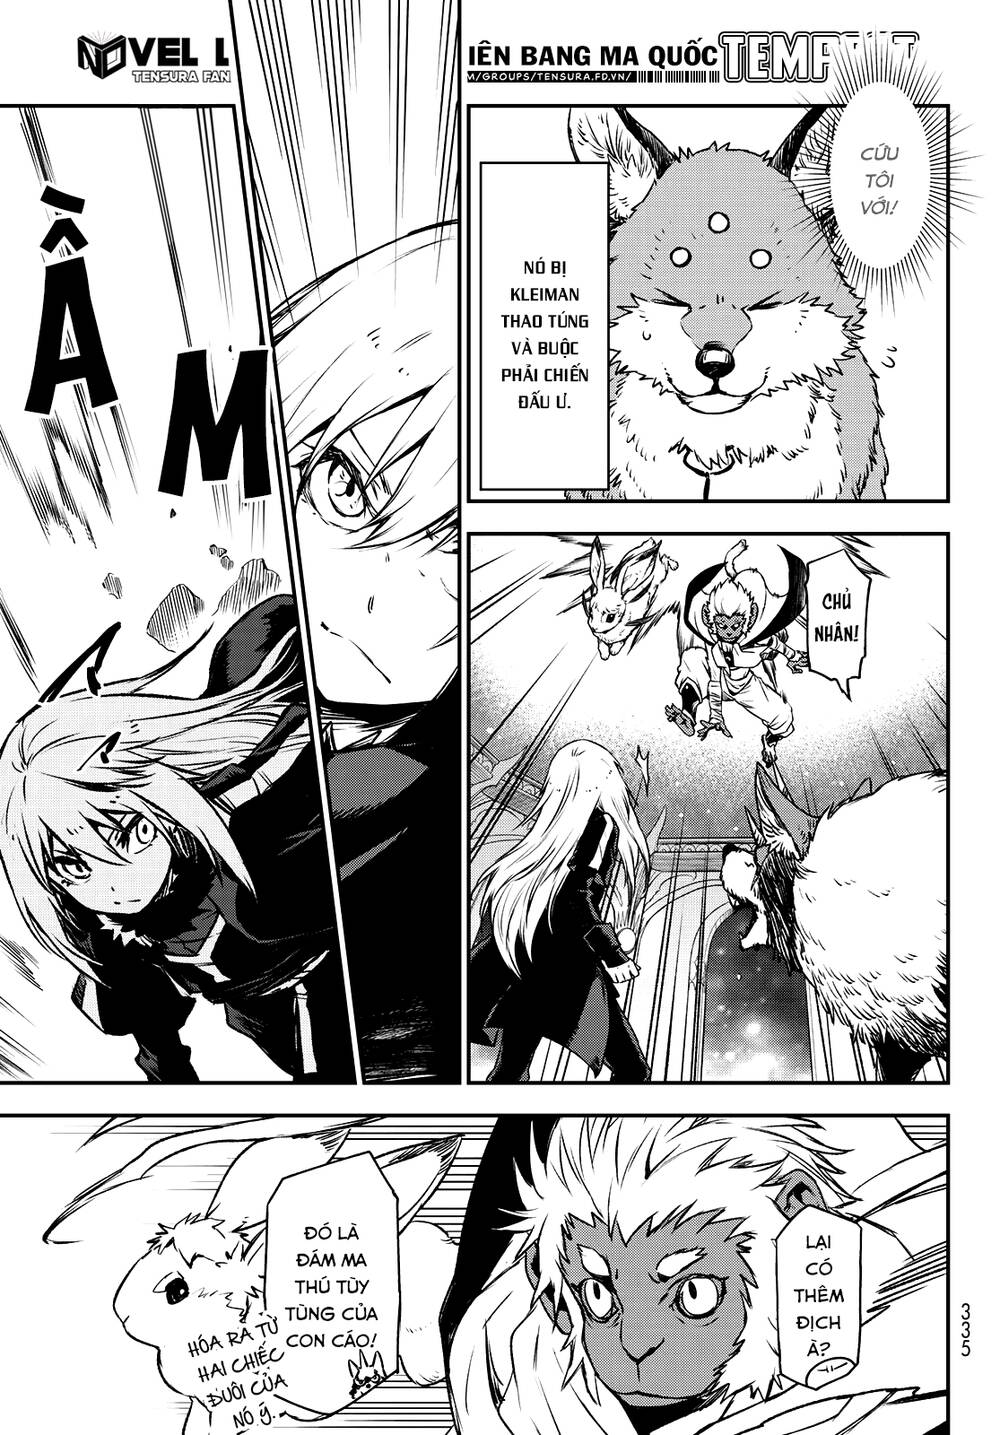 NOVEL L
IÊN BANG MA QUỐC
TENSURA FAN
M/GROUPS/TENSURA.FD.VN/
CỨU
TÔI
VỚI!
NÓ BỊ
KLEIMAN
THAO TÚNG
VÀ BUỘC
PHẢI CHIẾN
ĐẤU Ư.
CHỦ
NHÂN!
ẦM
LẠI
CÓ
THÊM
ĐỊCH
À?
ĐÓ LÀ
ĐÁM MA
THÚ TÙY
TÙNG CỦA
CON CÁO!
HÓA RA TỪ
HAI CHIẾC
ĐUÔI CỦA
NÓ Ý.
335